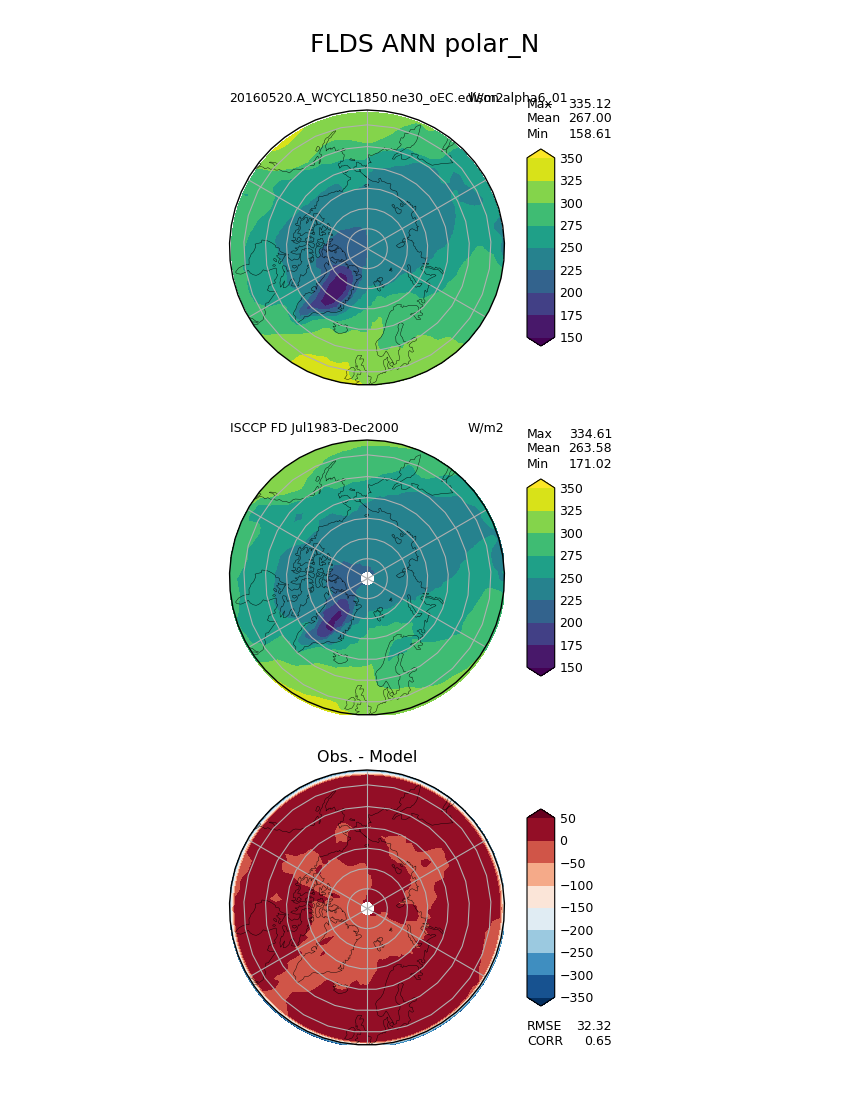 FLDS ANN polar_N
20160520.A_WCYCL1850.ne30_oEC.edison.alpha6_01
W/m2
Max 335.12
Mean 267.00
Min 158.61
350
325
300
275
250
225
200
175
150
ISCCP FD Jul1983-Dec2000 W/m2
Max 334.61
Mean 263.58
Min 171.02
350
325
300
275
250
225
200
175
150
Obs. - Model
50
0
−50
−100
−150
−200
−250
−300
−350
RMSE 32.32
CORR 0.65